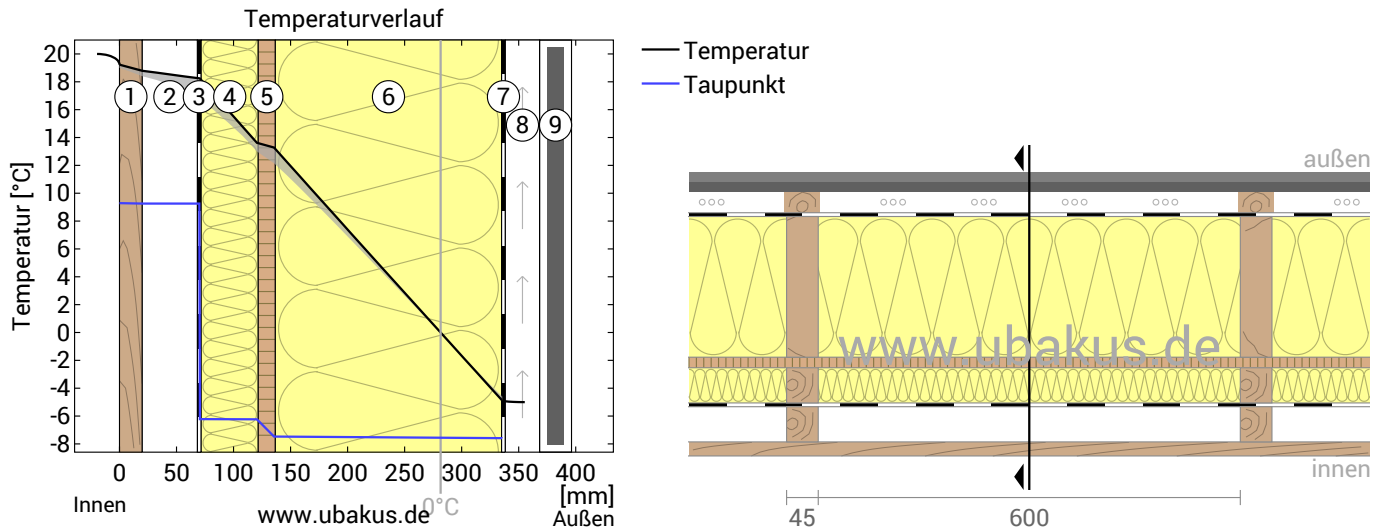 Temperaturverlauf
Temperatur
Taupunkt
Temperatur [°C]
20
18
16
14
12
10
8
6
4
2
0
-2
-4
-6
-8
1 2 3 4 5 6 7
8 9
0 50 100 150 200 250 300 350 400
[mm]
Innen
www.ubakus.de
0°C
Außen
außen
www.ubakus.de
innen
45 600